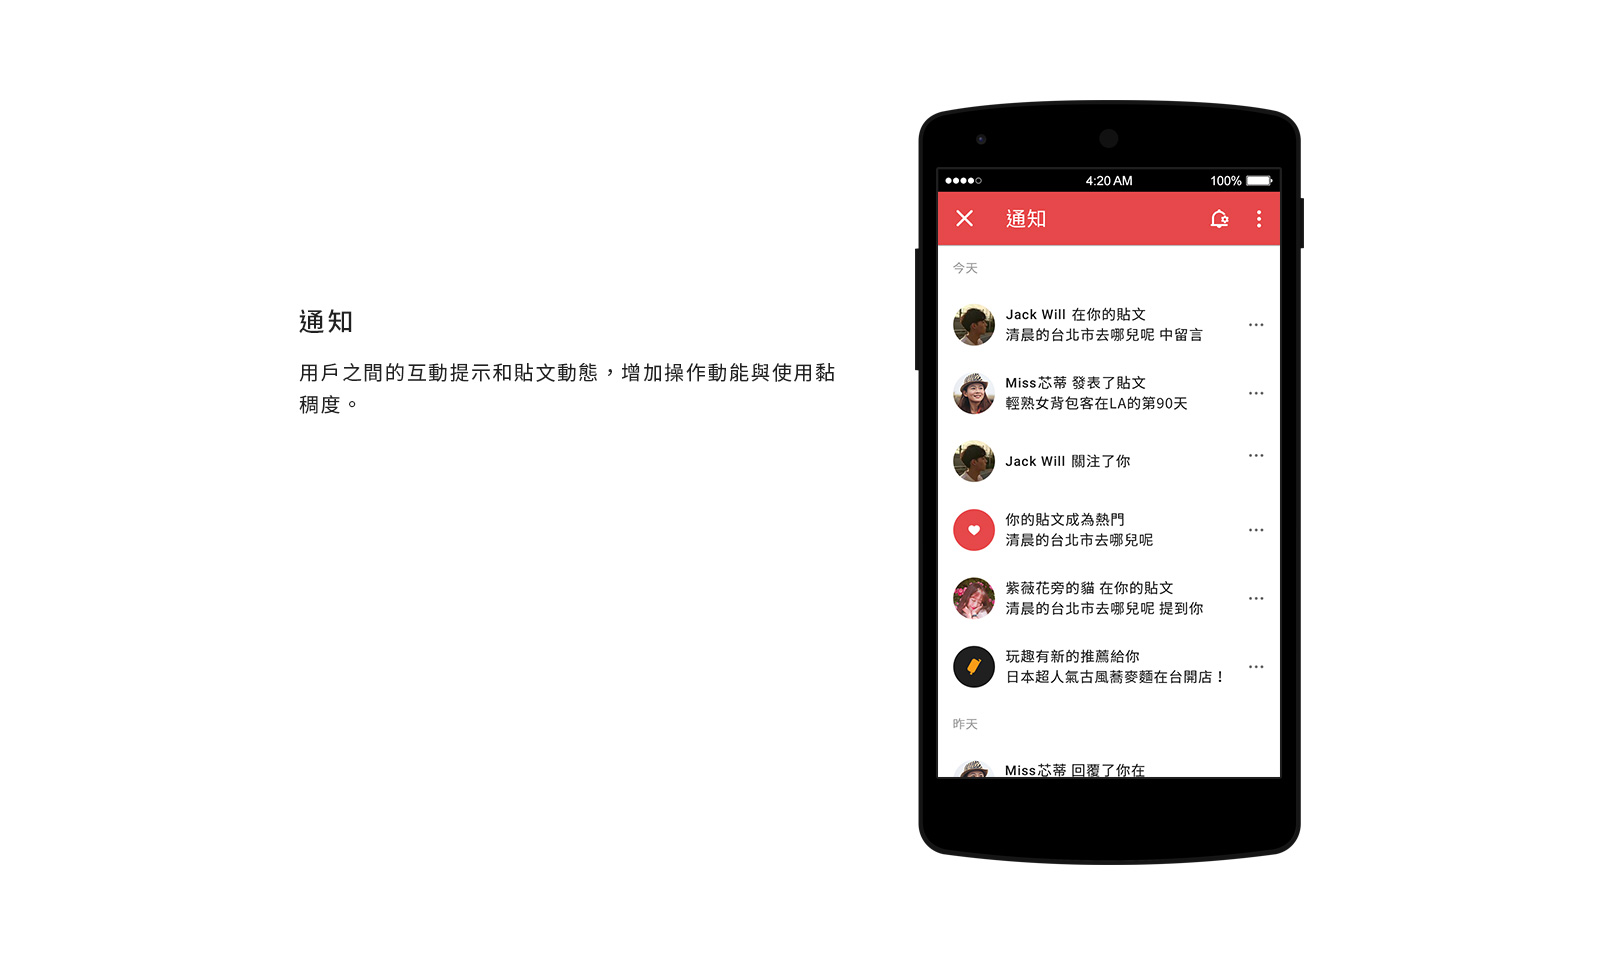 通知
用戶之間的互動提示和貼文動態，增加操作動能與使用黏
稠度。
4:20 AM
100%
通知
今天
Jack Will 在你的貼文
清晨的台北市去哪兒呢 中留言
Miss芯蒂 發表了貼文
輕熟女背包客在LA的第90天
Jack Will 關注了你
你的貼文成為熱門
清晨的台北市去哪兒呢
紫薇花旁的貓 在你的貼文
清晨的台北市去哪兒呢 提到你
玩趣有新的推薦給你
日本超人氣古風蕎麥麵在台開店！
昨天
Miss芯蒂 回覆了你在